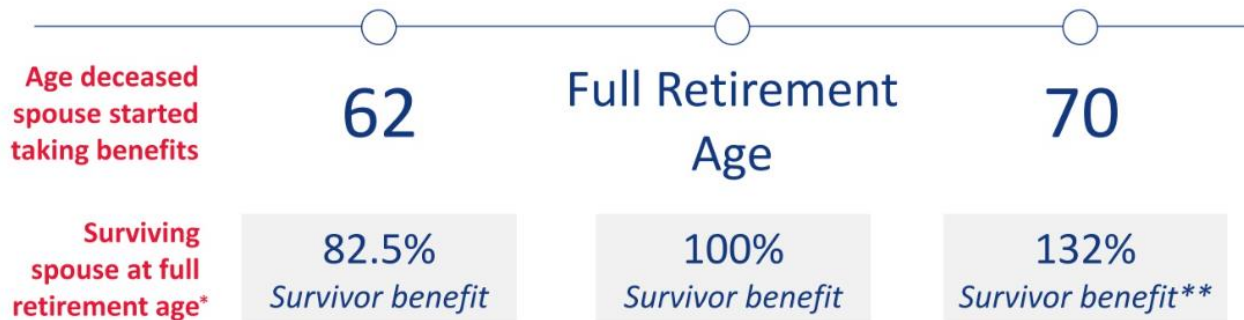 Age deceased
spouse started
taking benefits
62
Full Retirement
Age
70
Surviving
spouse at full
retirement age*
82.5%
Survivor benefit
100%
Survivor benefit
132%
Survivor benefit**